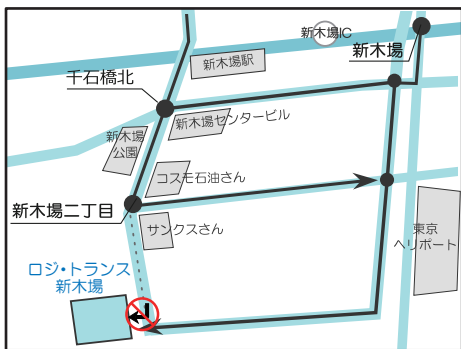 新木場IC
新木場
新木場駅
千石橋北
新木場センタービル
新木場
公園
コスモ石油さん
新木場二丁目
サンクスさん
東京
ヘリポート
ロジ・トランス
新木場